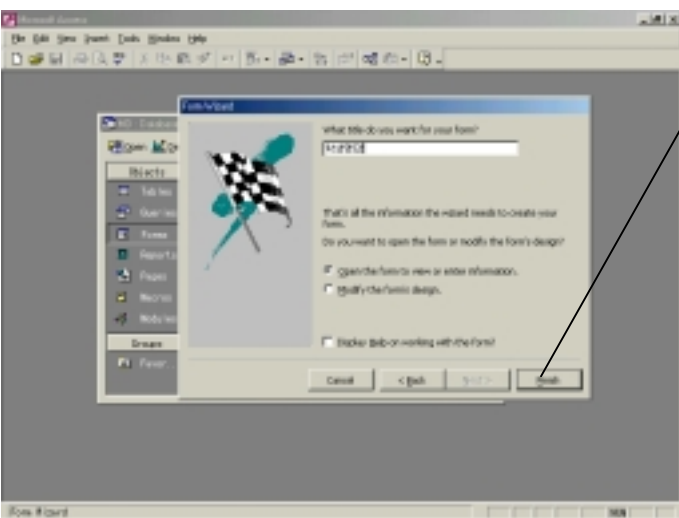 Microsoft Access
File Edit View Insert Tools Window Help
Form Wizard
What title do you want for your form?
Open
Objects
Tables
Queries
Forms
Reports
Pages
Macros
Modules
Groups
Favor...
That's all the information the wizard needs to create your
form.
Do you want to open the form or modify the form's design?
Open the form to view or enter information.
Modify the form's design.
Display Help on working with the form?
Cancel
< Back
Next >
Finish
Form Wizard
NUM